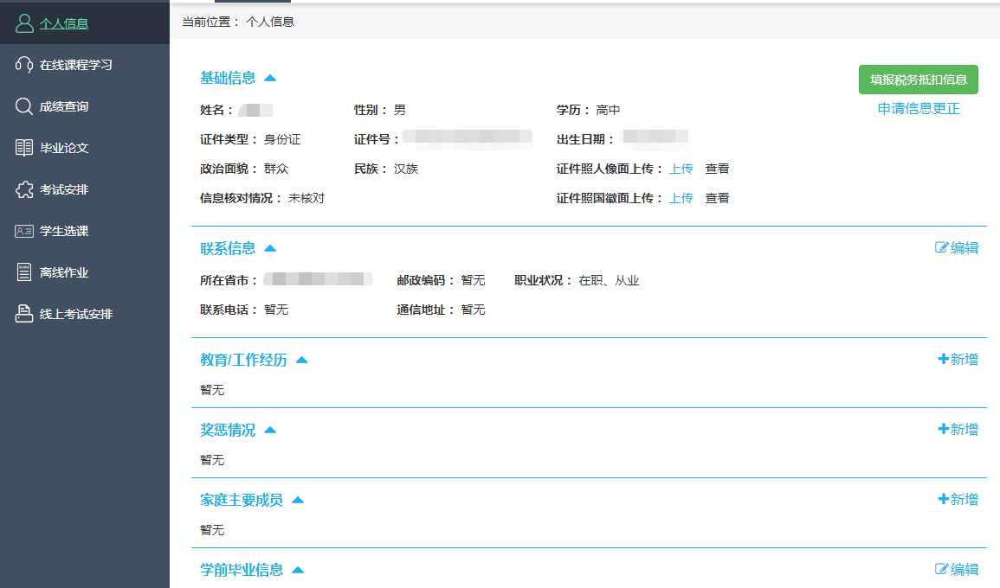 个人信息
在线课程学习
成绩查询
毕业论文
考试安排
学生选课
离线作业
线上考试安排
当前位置： 个人信息
基础信息
填报税务抵扣信息
申请信息更正
姓名： 性别： 男 学历： 高中
证件类型： 身份证 证件号： 出生日期：
政治面貌： 群众 民族： 汉族 证件照人像面上传： 上传 查看
信息核对情况： 未核对 证件照国徽面上传： 上传 查看
联系信息 编辑
所在省市： 邮政编码： 暂无 职业状况： 在职、从业
联系电话： 暂无 通信地址： 暂无
教育/工作经历 新增
暂无
奖惩情况 新增
暂无
家庭主要成员 新增
暂无
学前毕业信息 编辑